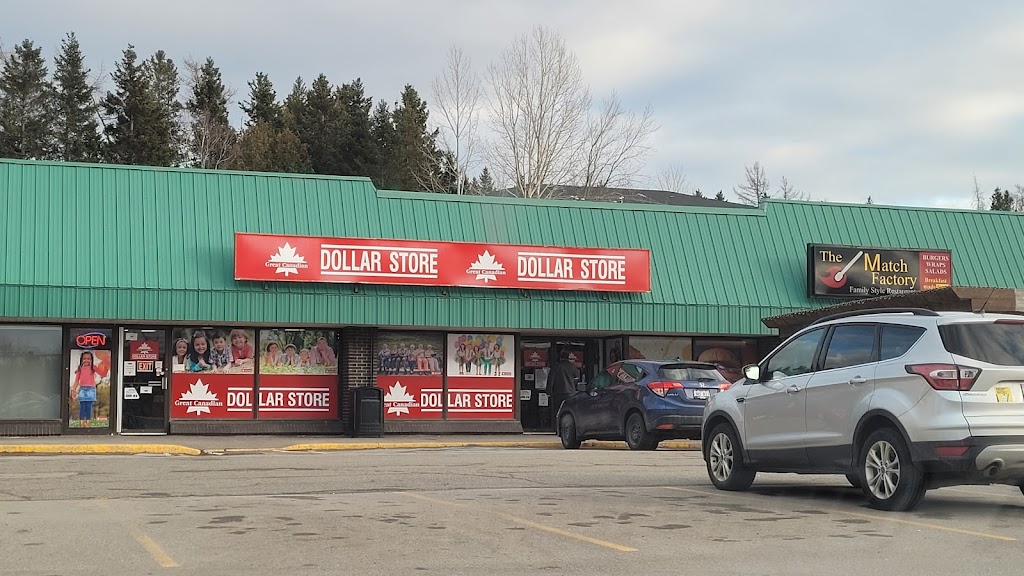 Great Canadian
DOLLAR STORE
Great Canadian
DOLLAR STORE
The
Match
Factory
Family Style
BURGERS
WRAPS
SALADS
Breakfast
OPEN
EXIT
Great Canadian
DOLLAR STORE
Great Canadian
DOLLAR STORE